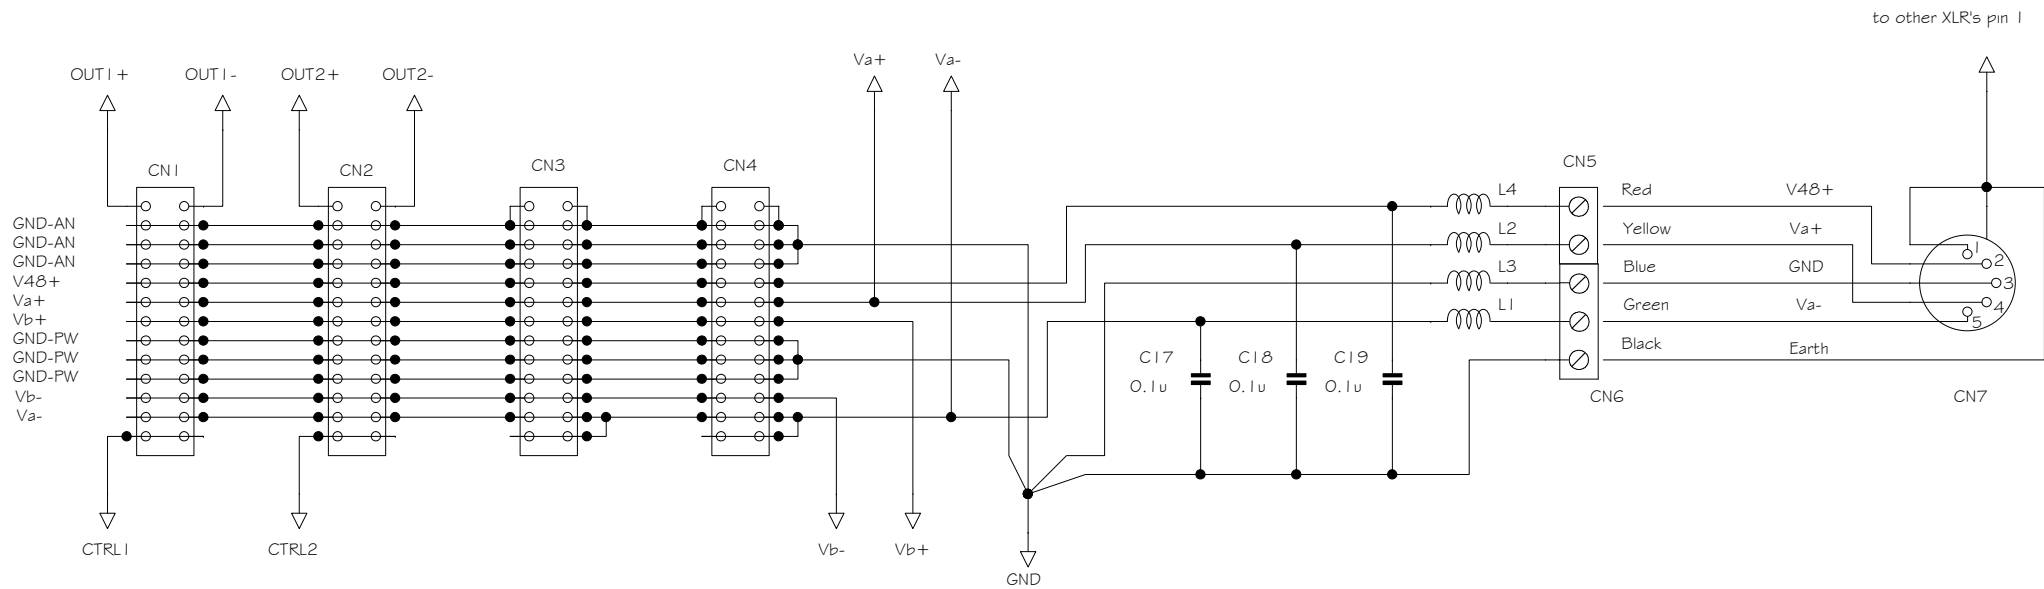 to other XLR's pin 1
Va+ Va-
OUT1+ OUT1- OUT2+ OUT2-
CN1 CN2 CN3 CN4 CN5
L4 Red V48+
GND-AN L2 Yellow Va+
GND-AN
GND-AN L3 Blue GND
V48+
Va+ L1 Green Va-
Vb+
GND-PW
GND-PW Black Earth
GND-PW
Vb-
Va-
1
2
3
4
5
C17 C18 C19
0.1u 0.1u 0.1u
CN6 CN7
CTRL1 CTRL2 Vb- Vb+
GND